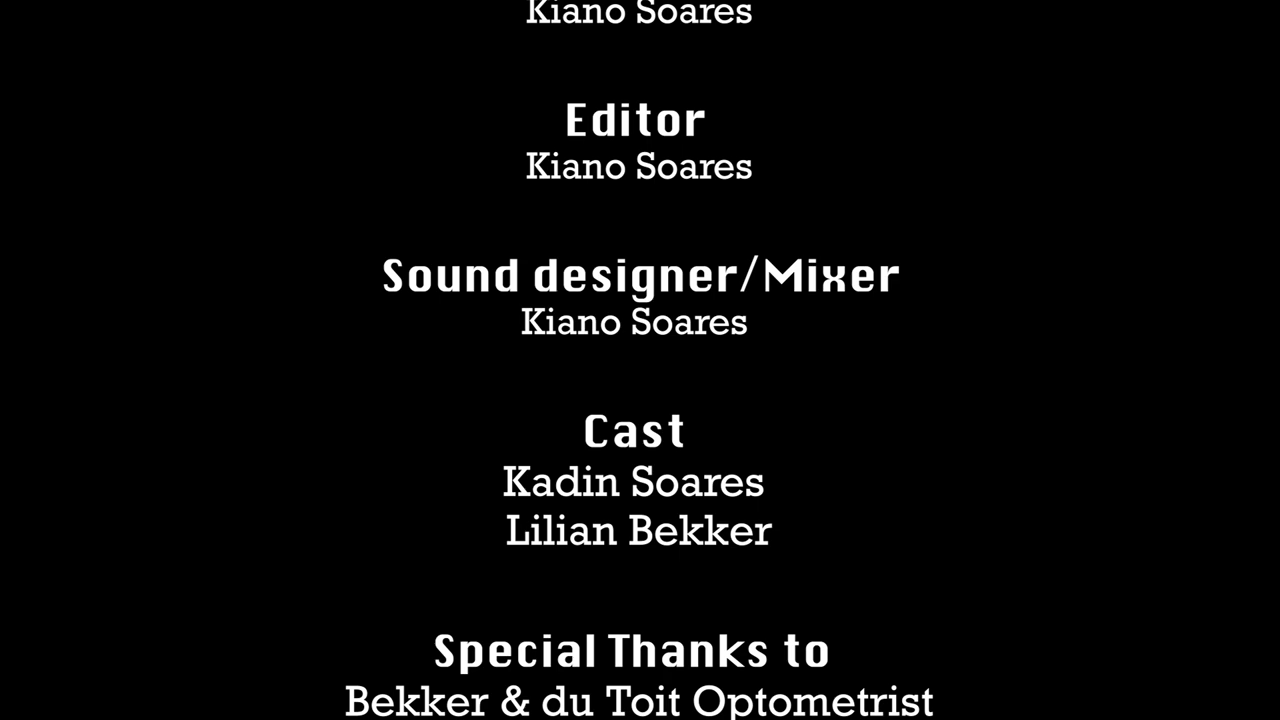 Kiano Soares
Editor
Kiano Soares
Sound designer/Mixer
Kiano Soares
Cast
Kadin Soares
Lilian Bekker
Special Thanks to
Bekker & du Toit Optometrist